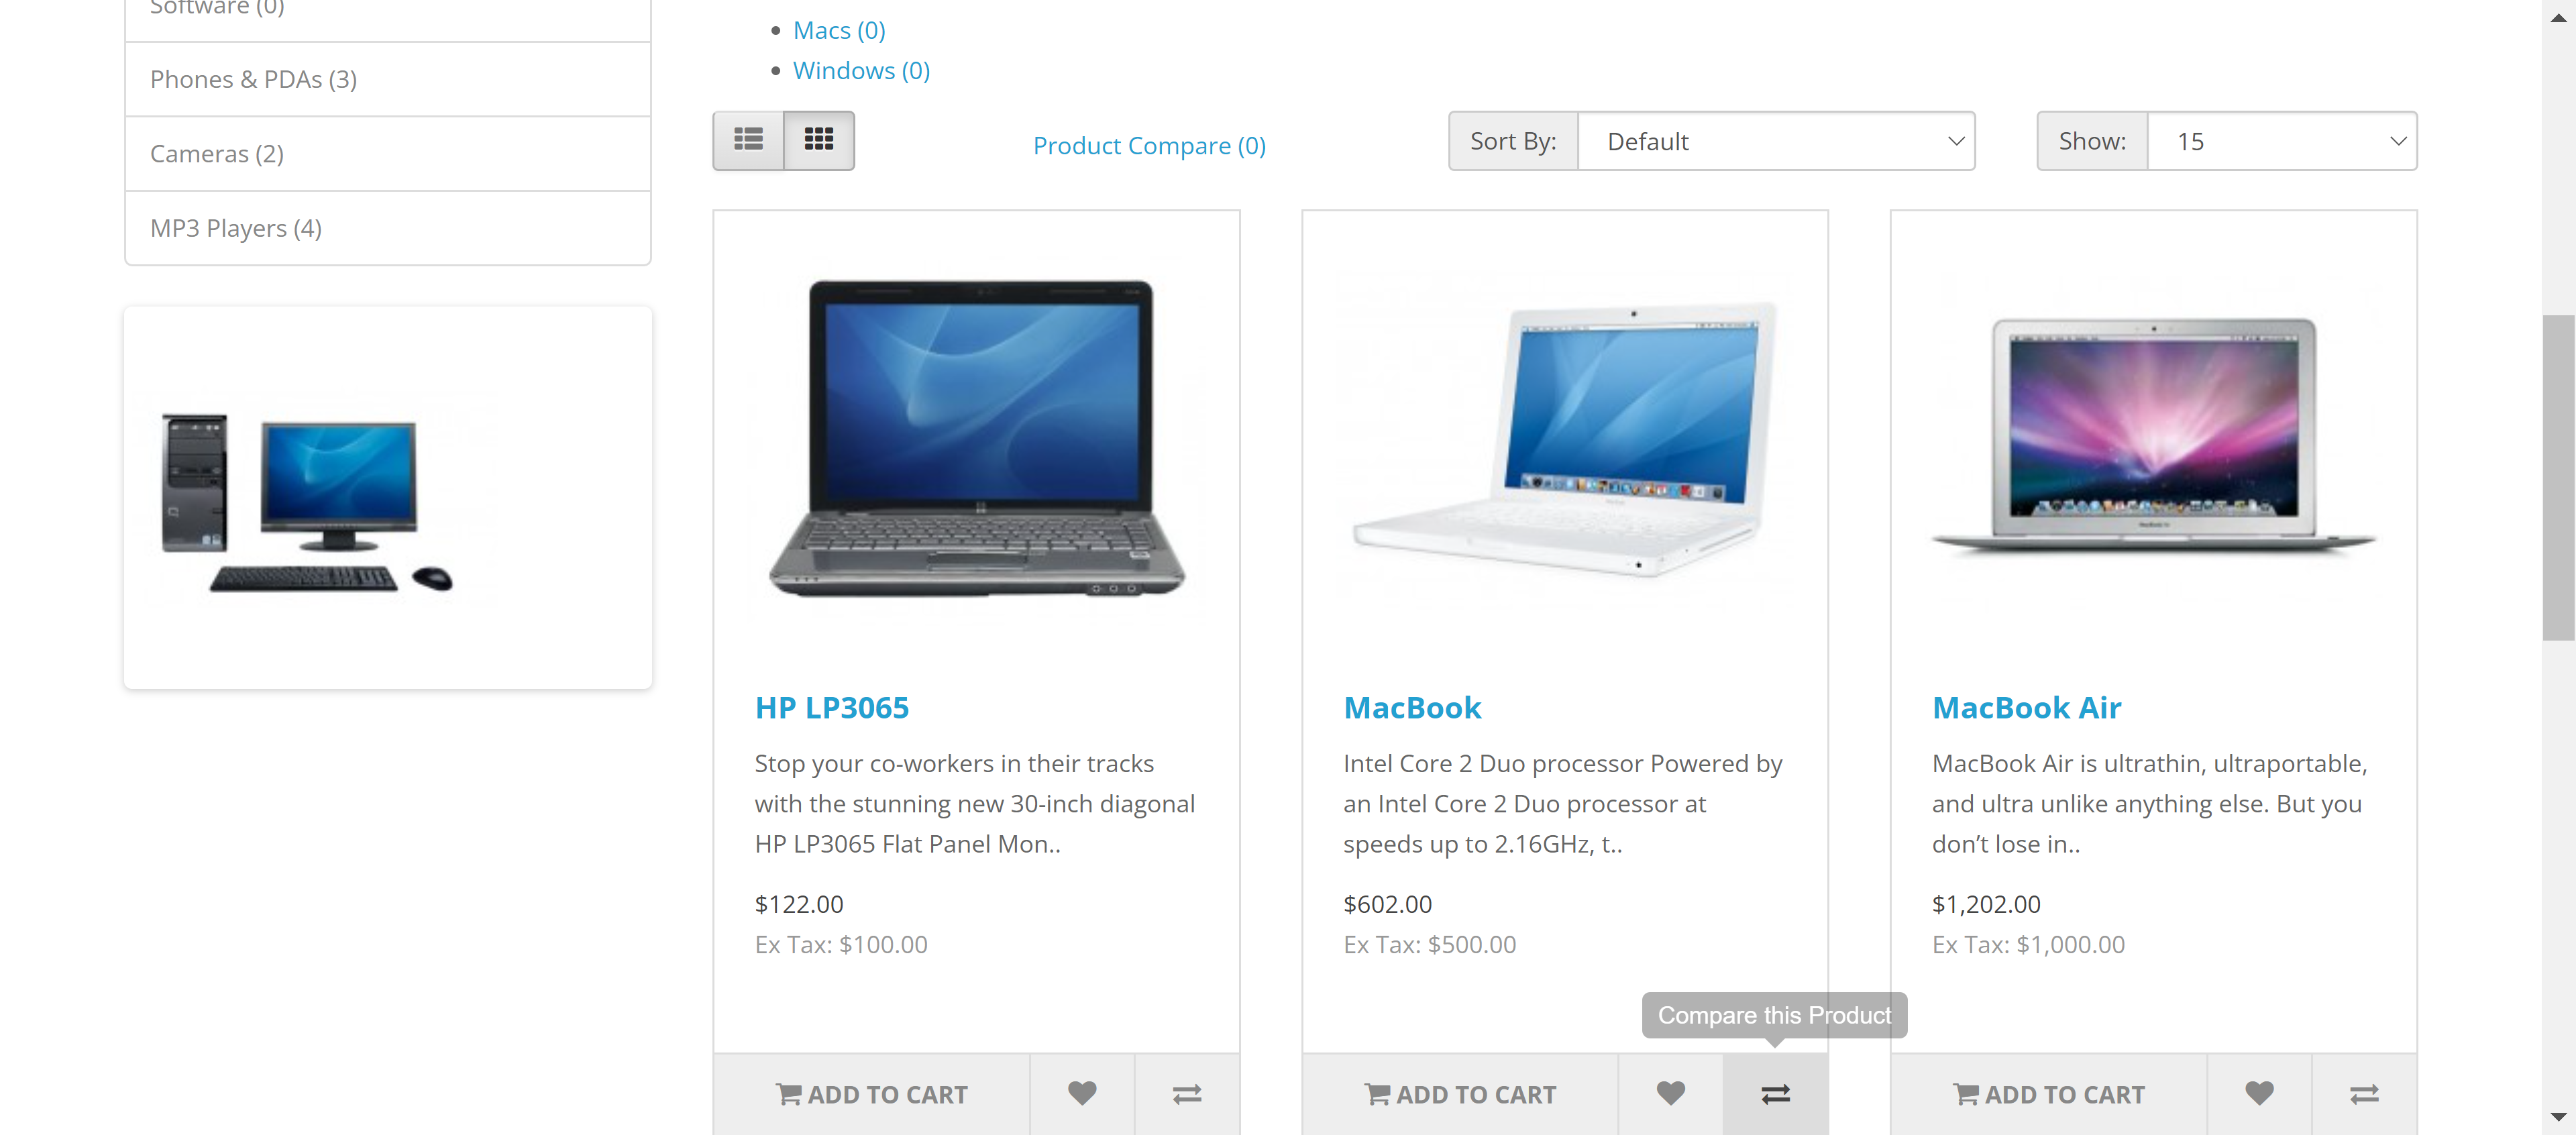 Software (0)
Phones & PDAs (3)
Cameras (2)
MP3 Players (4)
Macs (0)
Windows (0)
Product Compare (0)
Sort By:
Default
Show:
15
HP LP3065
Stop your co-workers in their tracks
with the stunning new 30-inch diagonal
HP LP3065 Flat Panel Mon..
$122.00
Ex Tax: $100.00
ADD TO CART
MacBook
Intel Core 2 Duo processor Powered by
an Intel Core 2 Duo processor at
speeds up to 2.16GHz, t..
$602.00
Ex Tax: $500.00
Compare this Product
ADD TO CART
MacBook Air
MacBook Air is ultrathin, ultraportable,
and ultra unlike anything else. But you
don’t lose in..
$1,202.00
Ex Tax: $1,000.00
ADD TO CART